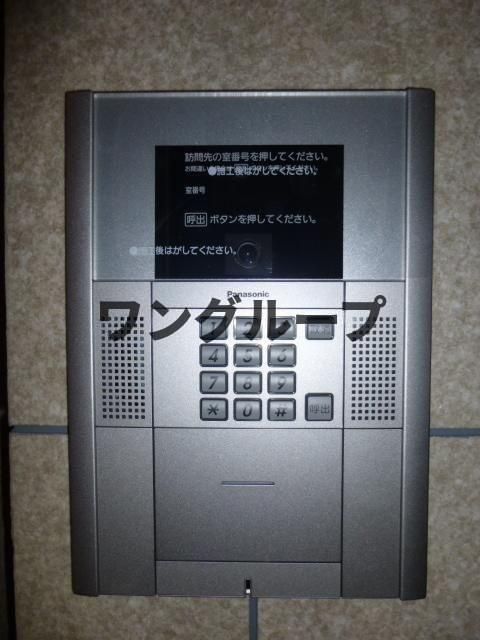 訪問先の室番号を押してください。
●施工後はがしてください。
室番号
呼出 ボタンを押してください。
●施工後はがしてください。
Panasonic
ワングループ
1 2 3
4 5 6
7 8 9
* 0 # 呼出